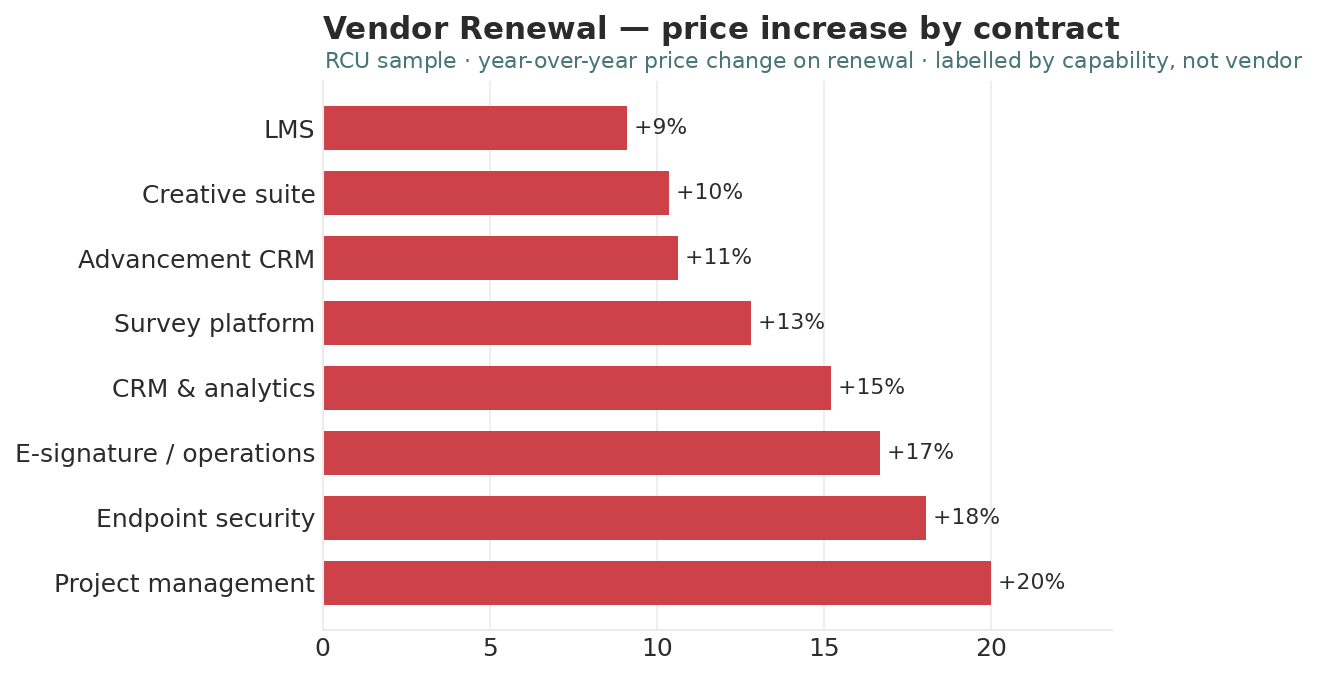 Vendor Renewal — price increase by contract
RCU sample · year-over-year price change on renewal · labelled by capability, not vendor
LMS +9%
Creative suite +10%
Advancement CRM +11%
Survey platform +13%
CRM & analytics +15%
E-signature / operations +17%
Endpoint security +18%
Project management +20%
0 5 10 15 20